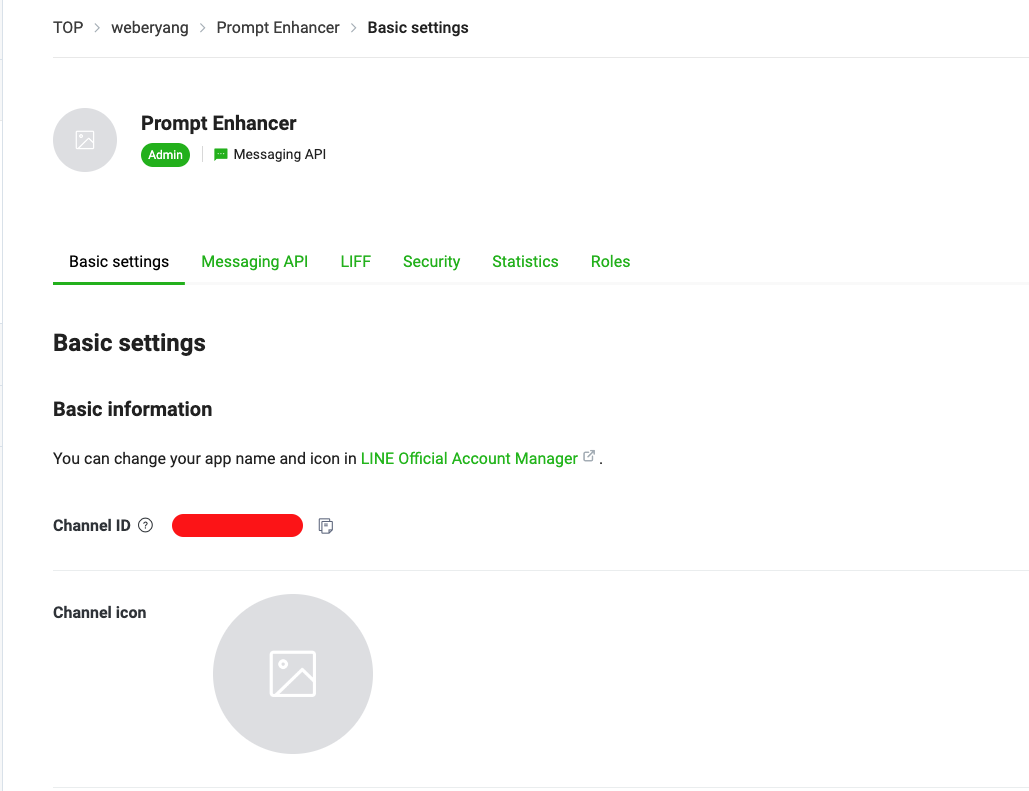 TOP > weberyang > Prompt Enhancer > Basic settings
Prompt Enhancer
Admin Messaging API
Basic settings Messaging API LIFF Security Statistics Roles
Basic settings
Basic information
You can change your app name and icon in LINE Official Account Manager .
Channel ID ?
Channel icon